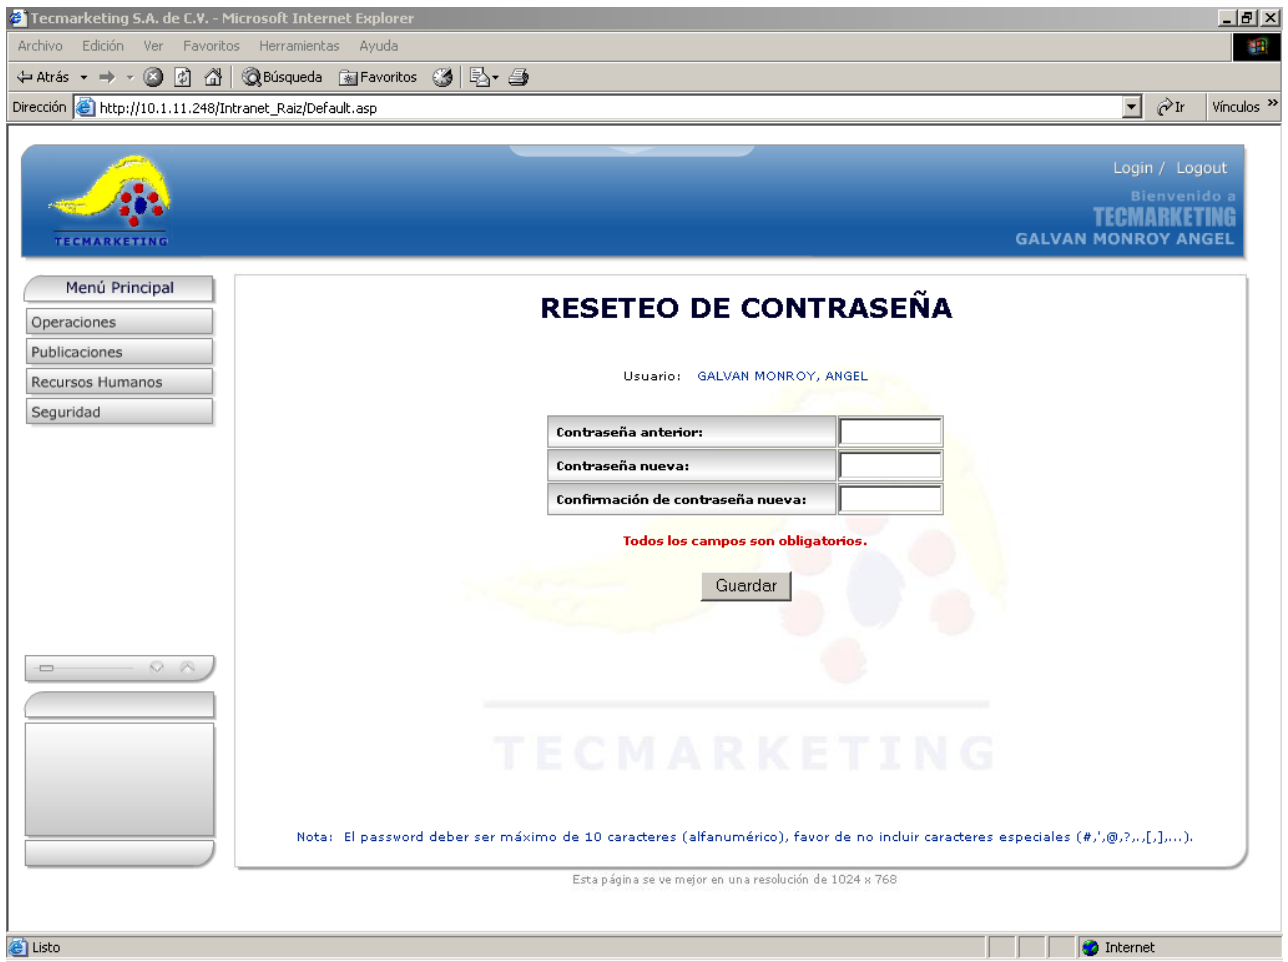 Tecmarketing S.A. de C.V. - Microsoft Internet Explorer
Archivo Edición Ver Favoritos Herramientas Ayuda
Atrás Búsqueda Favoritos
Dirección http://10.1.11.248/Intranet_Raiz/Default.asp Ir Vínculos »
Login / Logout
Bienvenido a
TECMARKETING
GALVAN MONROY ANGEL
TECMARKETING
Menú Principal
Operaciones
Publicaciones
Recursos Humanos
Seguridad
RESETEO DE CONTRASEÑA
Usuario: GALVAN MONROY, ANGEL
Contraseña anterior:
Contraseña nueva:
Confirmación de contraseña nueva:
Todos los campos son obligatorios.
Guardar
TECMARKETING
Nota: El password deber ser máximo de 10 caracteres (alfanumérico), favor de no incluir caracteres especiales (#,',@,?,.,[,],...).
Esta página se ve mejor en una resolución de 1024 x 768
Listo Internet